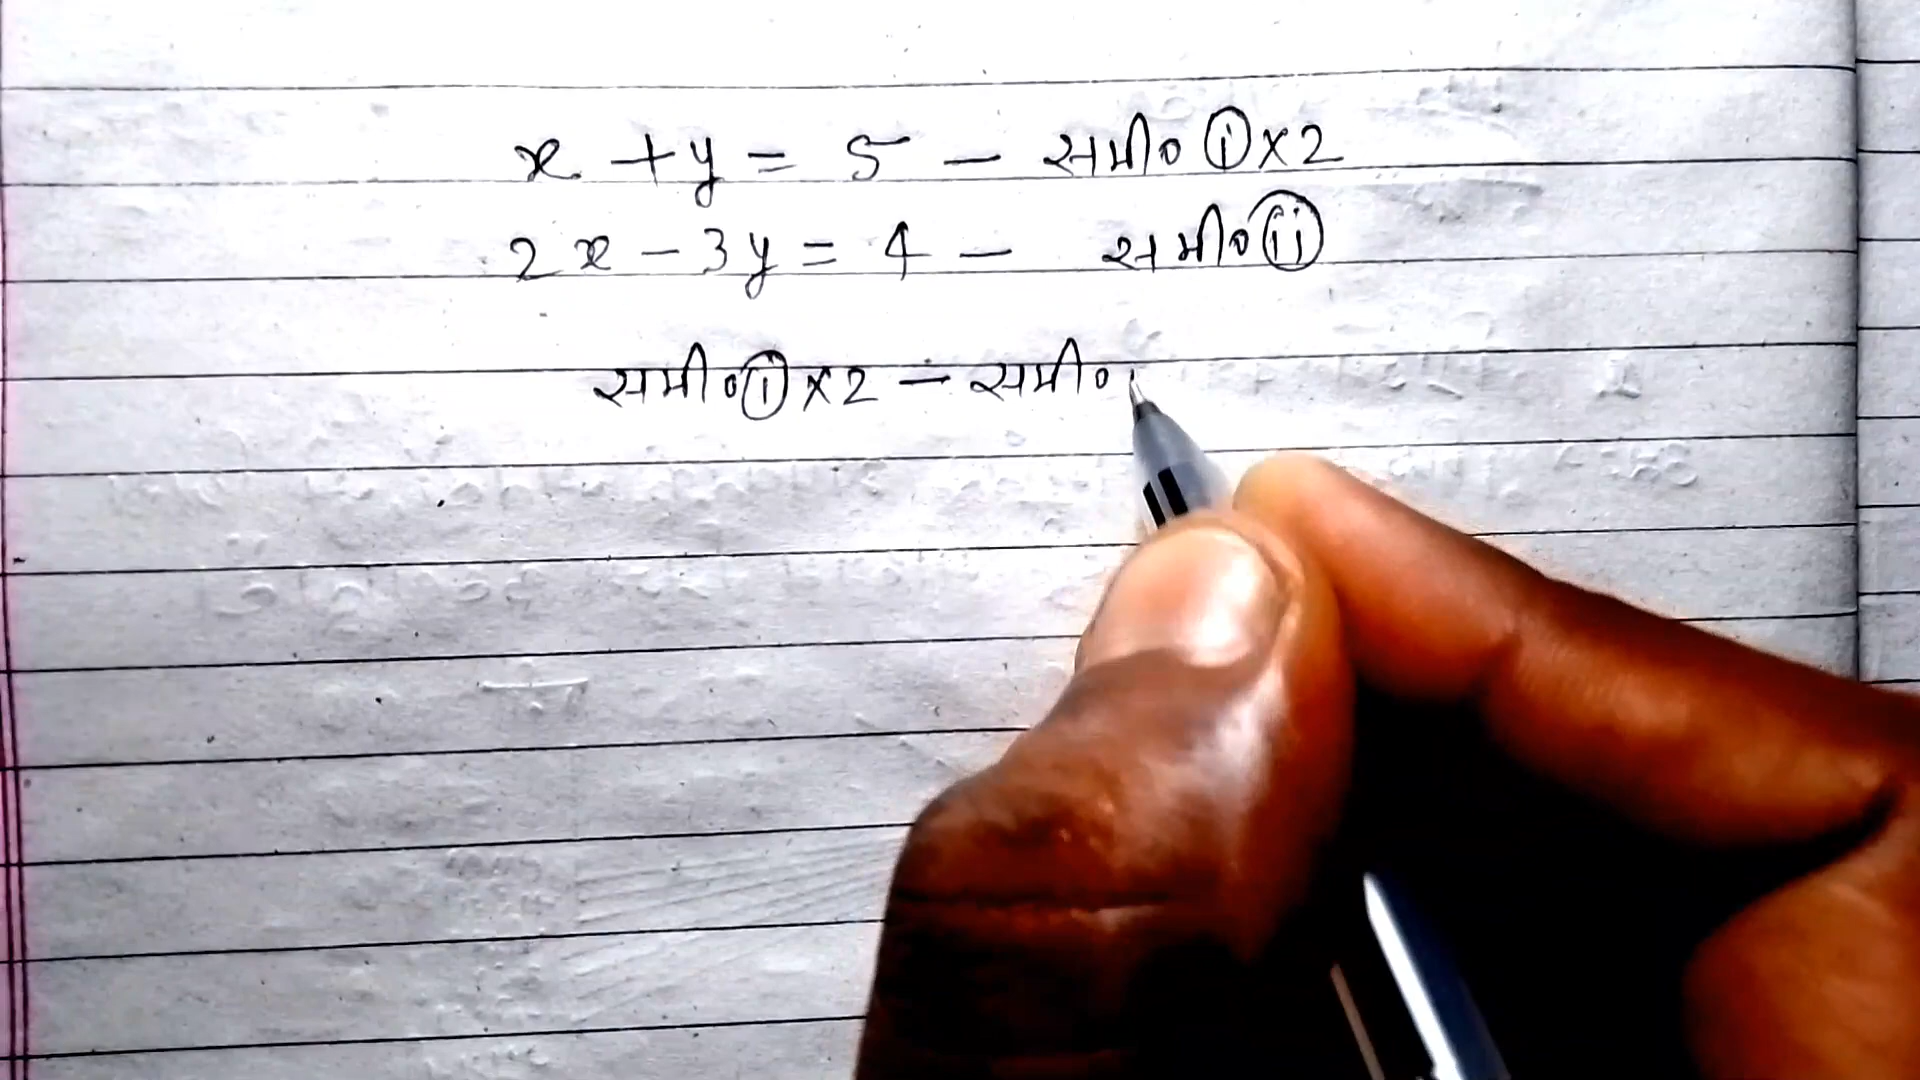 x + y = 5 - समी० ⓘ×2
2x - 3y = 4 - समी० ⓘⓘ
समी० ⓘ×2 - समी०